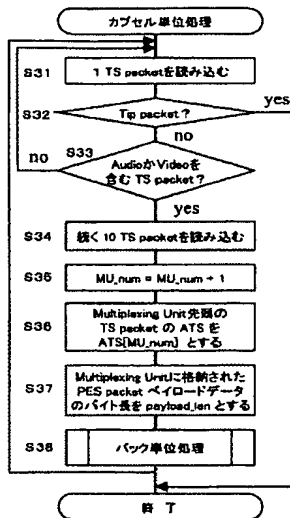 カプセル単位処理
S31
1 TS packetを読み込む
S32
Tip packet ?
yes
no
no
S33
AudioかVideoを
含む TS packet ?
yes
S34
続く 10 TS packetを読み込む
S35
MU_num = MU_num + 1
S36
Multiplexing Unit先頭の
TS packet の ATS を
ATS[MU_num] とする
S37
Multiplexing Unitに格納された
PES packet ペイロードデータ
のバイト長を payload_len とする
S38
パック単位処理
終 了